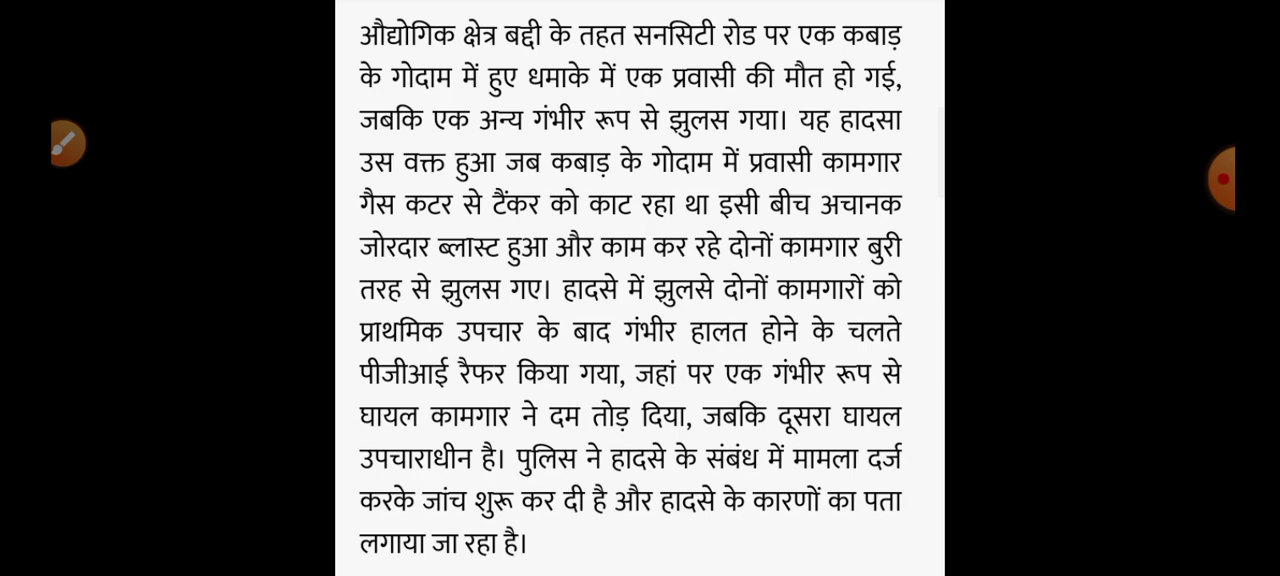 औद्योगिक क्षेत्र बद्दी के तहत सनसिटी रोड पर एक कबाड़
के गोदाम में हुए धमाके में एक प्रवासी की मौत हो गई,
जबकि एक अन्य गंभीर रूप से झुलस गया। यह हादसा
उस वक्त हुआ जब कबाड़ के गोदाम में प्रवासी कामगार
गैस कटर से टैंकर को काट रहा था इसी बीच अचानक
जोरदार ब्लास्ट हुआ और काम कर रहे दोनों कामगार बुरी
तरह से झुलस गए। हादसे में झुलसे दोनों कामगारों को
प्राथमिक उपचार के बाद गंभीर हालत होने के चलते
पीजीआई रैफर किया गया, जहां पर एक गंभीर रूप से
घायल कामगार ने दम तोड़ दिया, जबकि दूसरा घायल
उपचाराधीन है। पुलिस ने हादसे के संबंध में मामला दर्ज
करके जांच शुरू कर दी है और हादसे के कारणों का पता
लगाया जा रहा है।